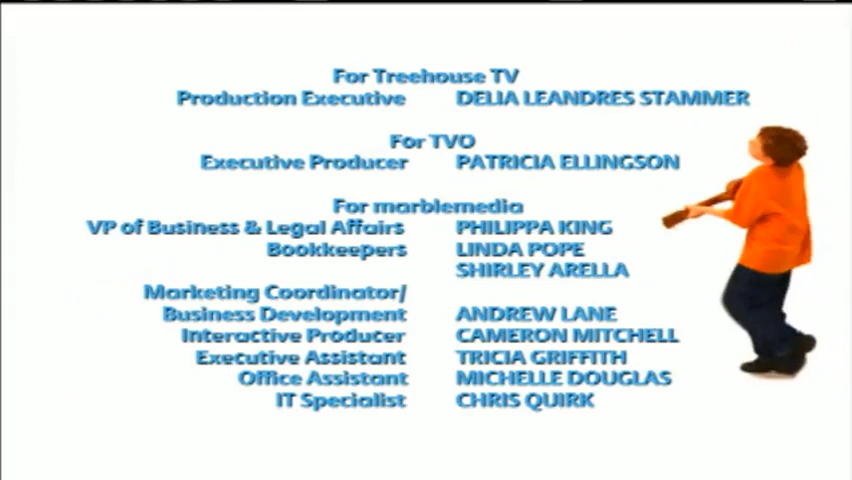 For Treehouse TV
Production Executive DELIA LEANDRES STAMMER
For TVO
Executive Producer PATRICIA ELLINGSON
For marblemedia
VP of Business & Legal Affairs PHILIPPA KING
Bookkeepers LINDA POPE
SHIRLEY ARELLA
Marketing Coordinator/
Business Development ANDREW LANE
Interactive Producer CAMERON MITCHELL
Executive Assistant TRICIA GRIFFITH
Office Assistant MICHELLE DOUGLAS
IT Specialist CHRIS QUIRK